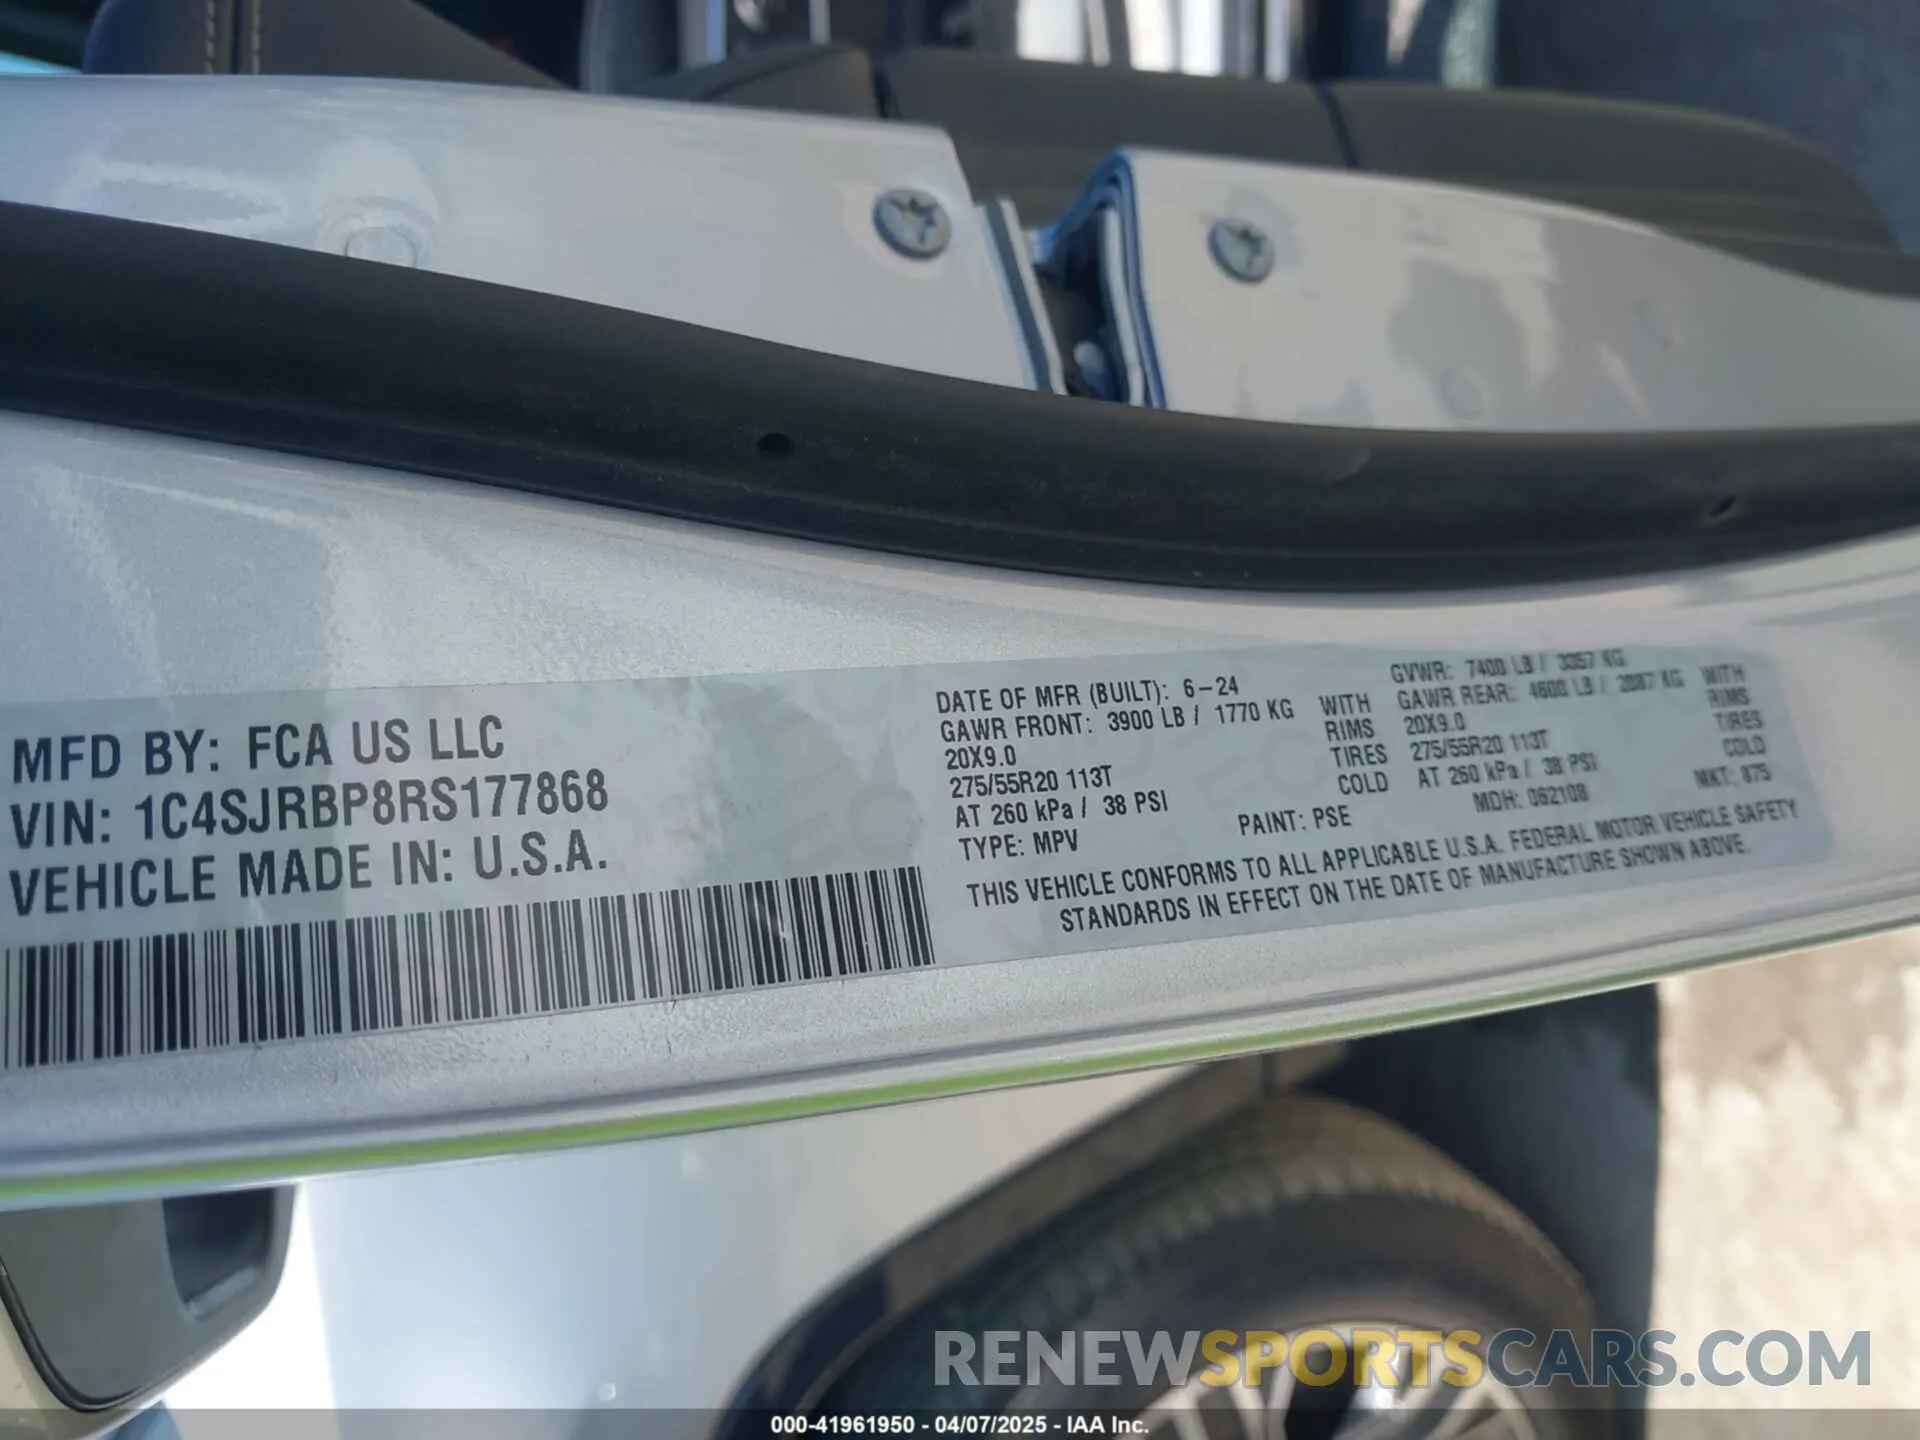 MFD BY: FCA US LLC
VIN: 1C4SJRBP8RS177868
VEHICLE MADE IN: U.S.A.
DATE OF MFR (BUILT): 6-24
GAWR FRONT: 3900 LB / 1770 KG WITH
20X9.0 RIMS
275/55R20 113T TIRES
AT 260 kPa / 38 PSI COLD
TYPE: MPV
GVWR: 7400 LB / 3357 KG
GAWR REAR: 4600 LB / 2087 KG WITH
20X9.0 RIMS
275/55R20 113T TIRES
AT 260 kPa / 38 PSI COLD
PAINT: PSE MDH: 062108 MKT: 875
THIS VEHICLE CONFORMS TO ALL APPLICABLE U.S.A. FEDERAL MOTOR VEHICLE SAFETY
STANDARDS IN EFFECT ON THE DATE OF MANUFACTURE SHOWN ABOVE.
RENEWSPORTSCARS.COM
000-41961950 - 04/07/2025 - IAA Inc.